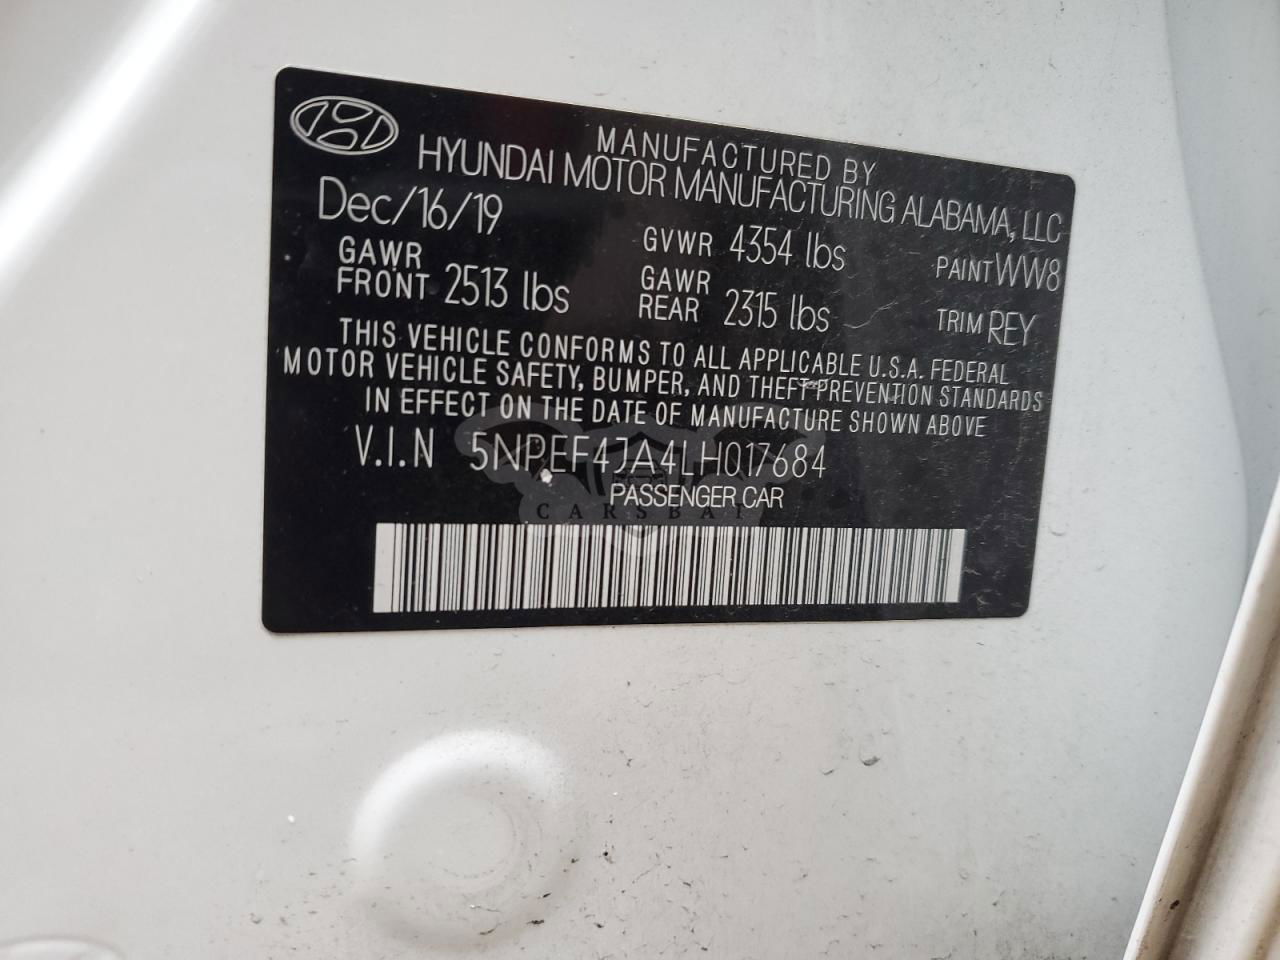 MANUFACTURED BY
HYUNDAI MOTOR MANUFACTURING ALABAMA, LLC
Dec/16/19 GVWR 4354 lbs PAINT WW8
GAWR FRONT 2513 lbs GAWR REAR 2315 lbs TRIM REY
THIS VEHICLE CONFORMS TO ALL APPLICABLE U.S.A. FEDERAL
MOTOR VEHICLE SAFETY, BUMPER, AND THEFT PREVENTION STANDARDS
IN EFFECT ON THE DATE OF MANUFACTURE SHOWN ABOVE
V.I.N 5NPEF4JA4LH017684
PASSENGER CAR
CARSBAT